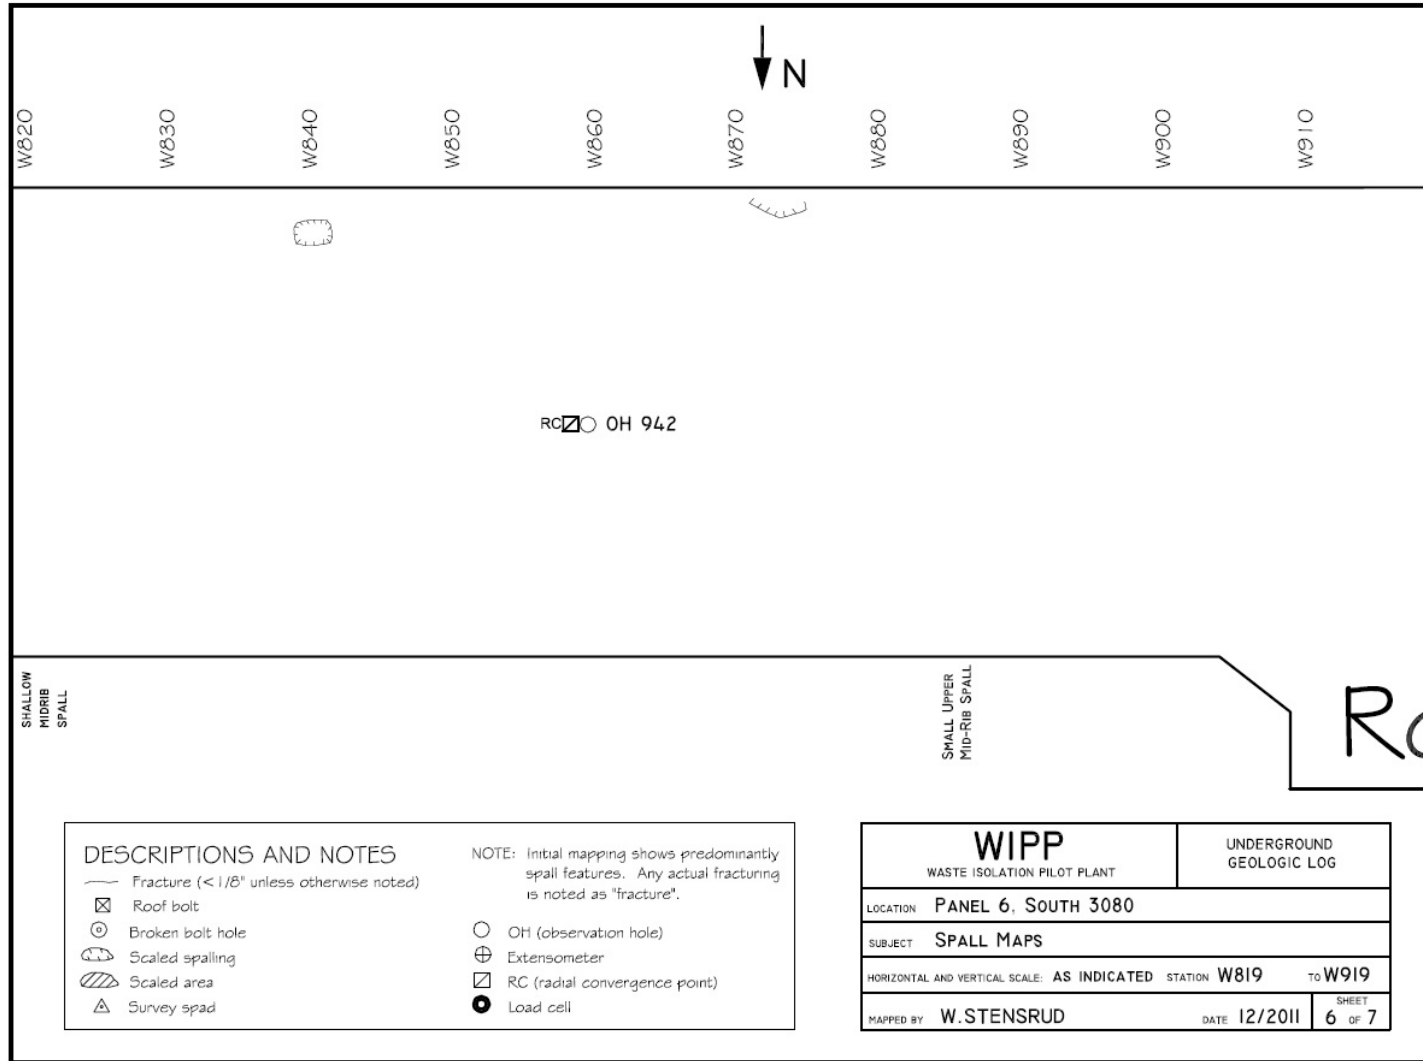 N
W820
W830
W840
W850
W860
W870
W880
W890
W900
W910
RC OH 942
SHALLOW
MIDRIB
SPALL
SMALL UPPER
MID-RIB SPALL
DESCRIPTIONS AND NOTES
Fracture (<1/8" unless otherwise noted)
Roof bolt
Broken bolt hole
Scaled spalling
Scaled area
Survey spad
NOTE: Initial mapping shows predominantly
spall features. Any actual fracturing
is noted as "fracture".
OH (observation hole)
Extensometer
RC (radial convergence point)
Load cell
WIPP
WASTE ISOLATION PILOT PLANT
UNDERGROUND
GEOLOGIC LOG
LOCATION PANEL 6, SOUTH 3080
SUBJECT SPALL MAPS
HORIZONTAL AND VERTICAL SCALE: AS INDICATED STATION W819 TO W919
MAPPED BY W.STENSRUD DATE 12/2011 SHEET
6 OF 7